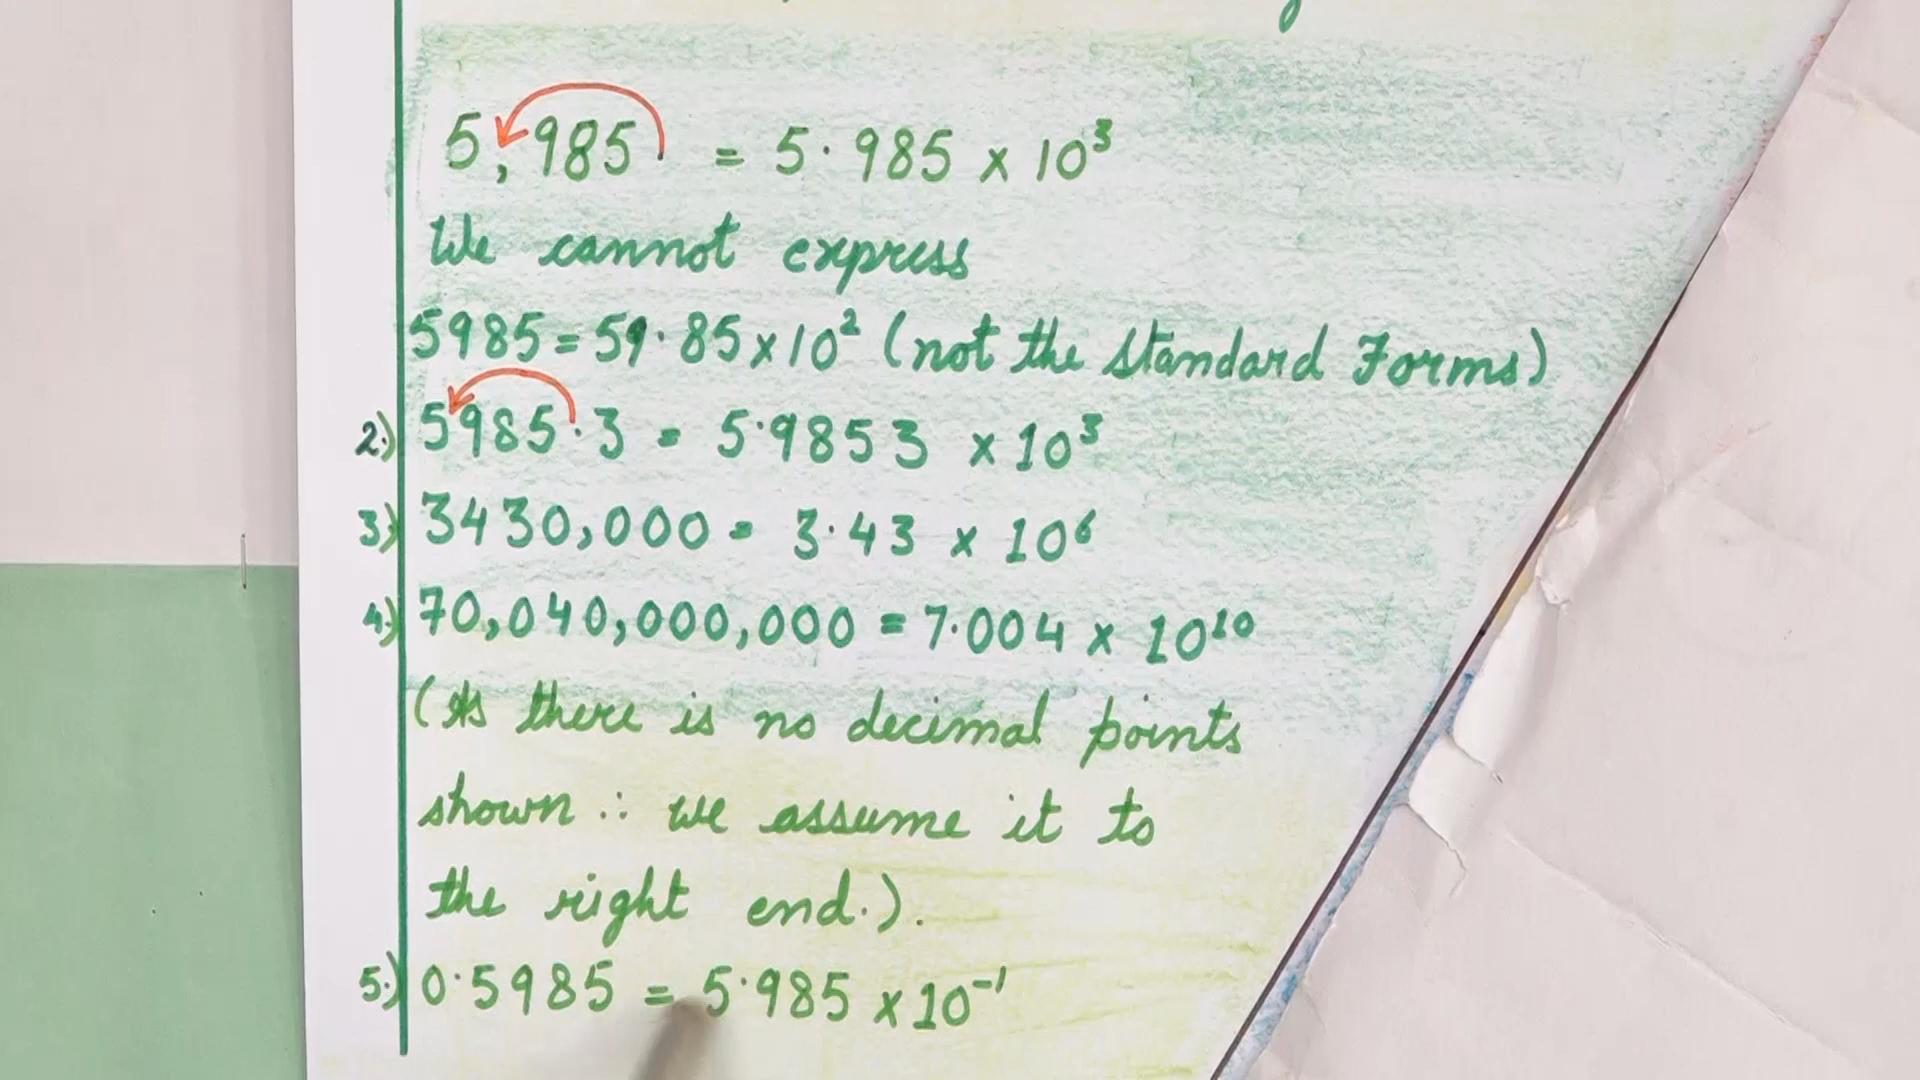 5,985. = 5.985 x 10³
We cannot express
5985 = 59.85 x 10² (not the Standard Forms)
2.) 5985.3 = 5.9853 x 10³
3.) 3430,000 = 3.43 x 10⁶
4.) 70,040,000,000 = 7.004 x 10¹⁰
(As there is no decimal points
shown ∴ we assume it to
the right end.).
5.) 0.5985 = 5.985 x 10⁻¹